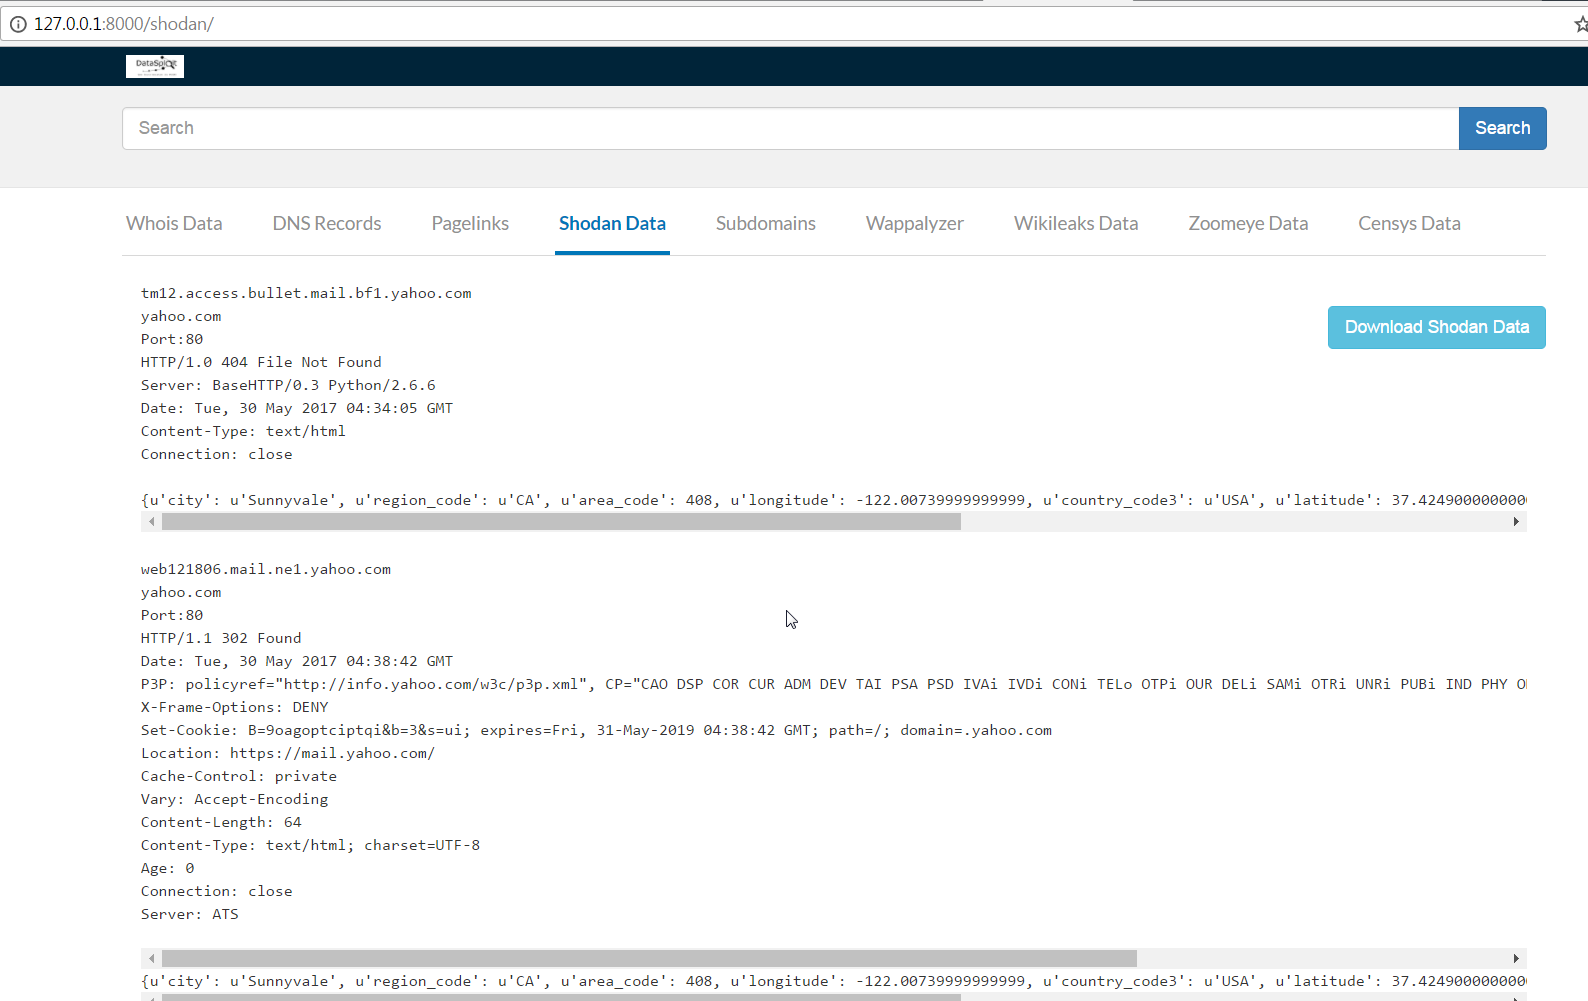 127.0.0.1:8000/shodan/
Search
Search
Whois Data DNS Records Pagelinks Shodan Data Subdomains Wappalyzer Wikileaks Data Zoomeye Data Censys Data
tm12.access.bullet.mail.bf1.yahoo.com
yahoo.com
Download Shodan Data
Port:80
HTTP/1.0 404 File Not Found
Server: BaseHTTP/0.3 Python/2.6.6
Date: Tue, 30 May 2017 04:34:05 GMT
Content-Type: text/html
Connection: close
{u'city': u'Sunnyvale', u'region_code': u'CA', u'area_code': 408, u'longitude': -122.00739999999999, u'country_code3': u'USA', u'latitude': 37.4249000000000
web121806.mail.ne1.yahoo.com
yahoo.com
Port:80
HTTP/1.1 302 Found
Date: Tue, 30 May 2017 04:38:42 GMT
P3P: policyref="http://info.yahoo.com/w3c/p3p.xml", CP="CAO DSP COR CUR ADM DEV TAI PSA PSD IVAi IVDi CONi TELo OTPi OUR DELi SAMi OTRi UNRi PUBi IND PHY
X-Frame-Options: DENY
Set-Cookie: B=9oagoptciptqi&b=3&s=ui; expires=Fri, 31-May-2019 04:38:42 GMT; path=/; domain=.yahoo.com
Location: https://mail.yahoo.com/
Cache-Control: private
Vary: Accept-Encoding
Content-Length: 64
Content-Type: text/html; charset=UTF-8
Age: 0
Connection: close
Server: ATS
{u'city': u'Sunnyvale', u'region_code': u'CA', u'area_code': 408, u'longitude': -122.00739999999999, u'country_code3': u'USA', u'latitude': 37.4249000000000